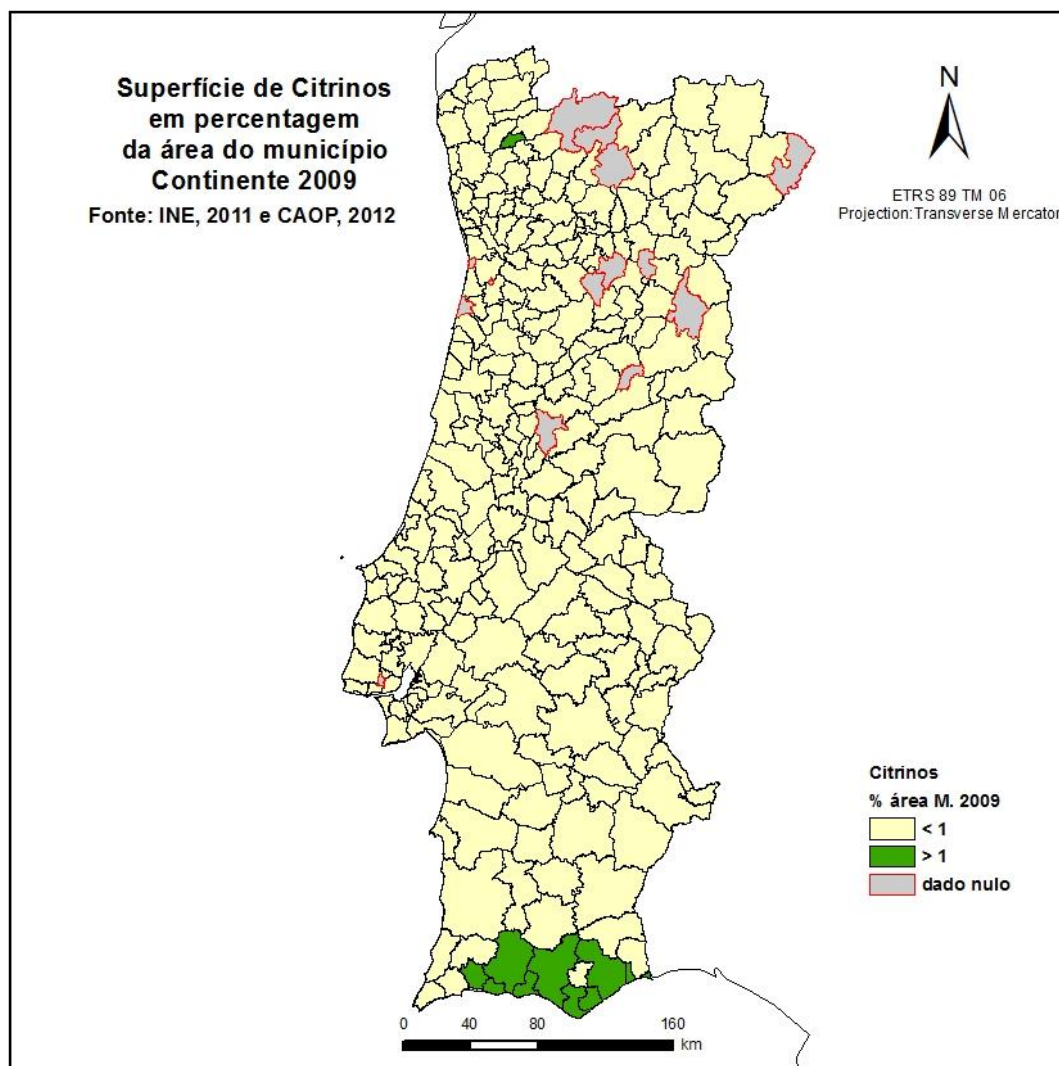 Superfície de Citrinos
em percentagem
da área do município
Continente 2009
Fonte: INE, 2011 e CAOP, 2012
N
ETRS 89 TM 06
Projection:Transverse Mercator
Citrinos
% área M. 2009
< 1
> 1
dado nulo
0 40 80 160
km